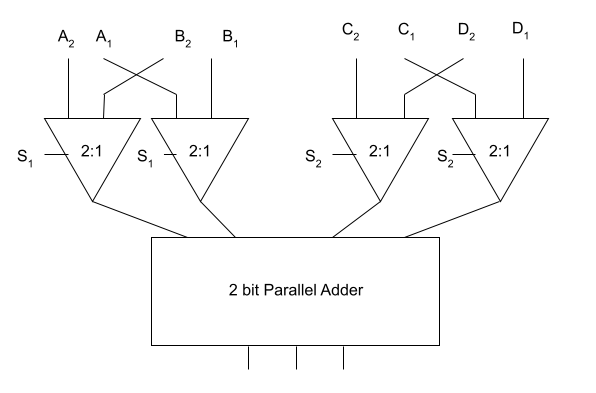 A₂ A₁ B₂ B₁ C₂ C₁ D₂ D₁
S₁ 2:1 S₁ 2:1 S₂ 2:1 S₂ 2:1
2 bit Parallel Adder